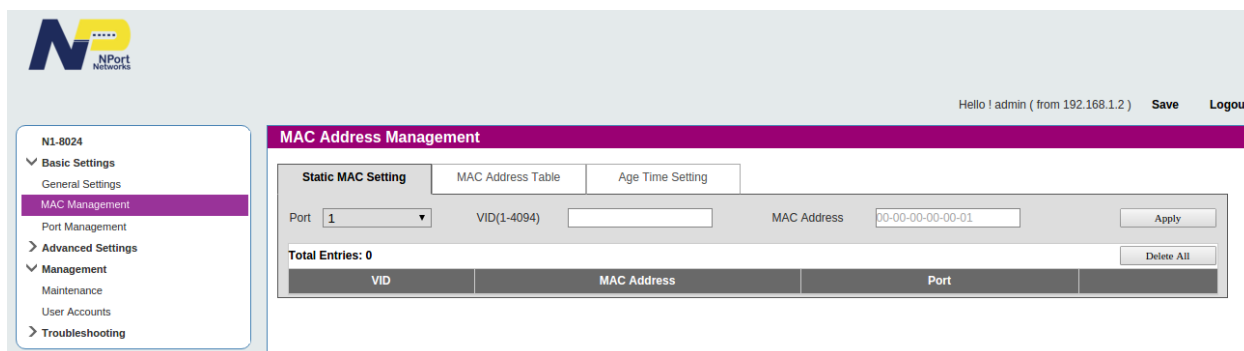 NPort
Networks
Hello ! admin ( from 192.168.1.2 ) Save Logou
N1-8024
Basic Settings
General Settings
MAC Management
Port Management
Advanced Settings
Management
Maintenance
User Accounts
Troubleshooting
MAC Address Management
Static MAC Setting MAC Address Table Age Time Setting
Port 1 VID(1-4094) MAC Address 00-00-00-00-00-01 Apply
Total Entries: 0 Delete All
VID MAC Address Port